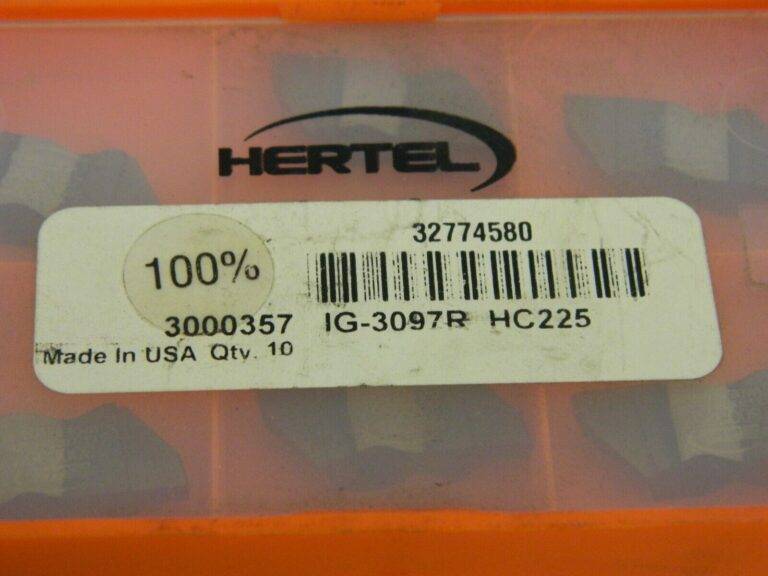 HERTEL
32774580
100%
3000357 IG-3097R HC225
Made In USA Qty. 10